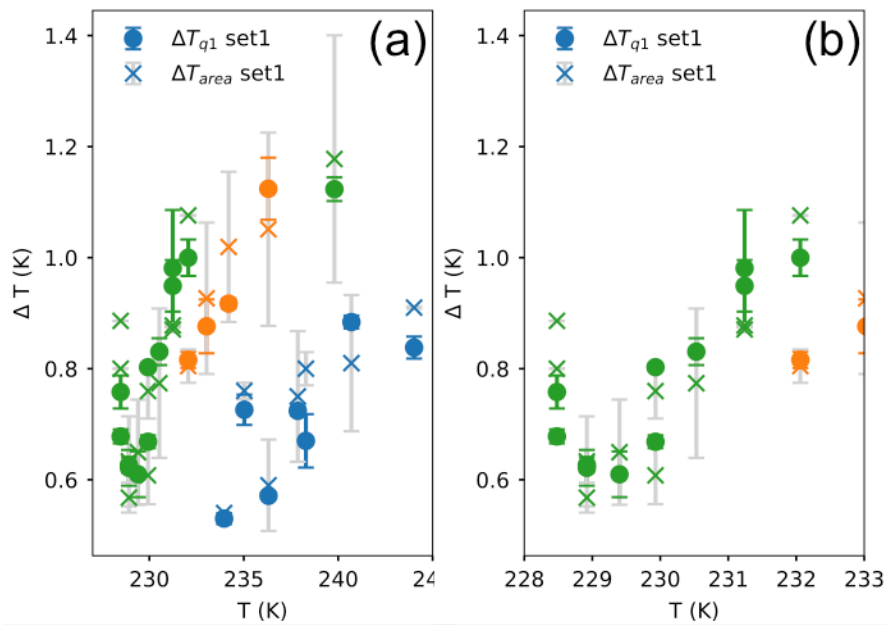 (a)
ΔT_q1 set1
ΔT_area set1
1.4
1.2
1.0
0.8
0.6
Δ T (K)
230
235
240
24
T (K)
(b)
ΔT_q1 set1
ΔT_area set1
1.4
1.2
1.0
0.8
0.6
Δ T (K)
228
229
230
231
232
233
T (K)